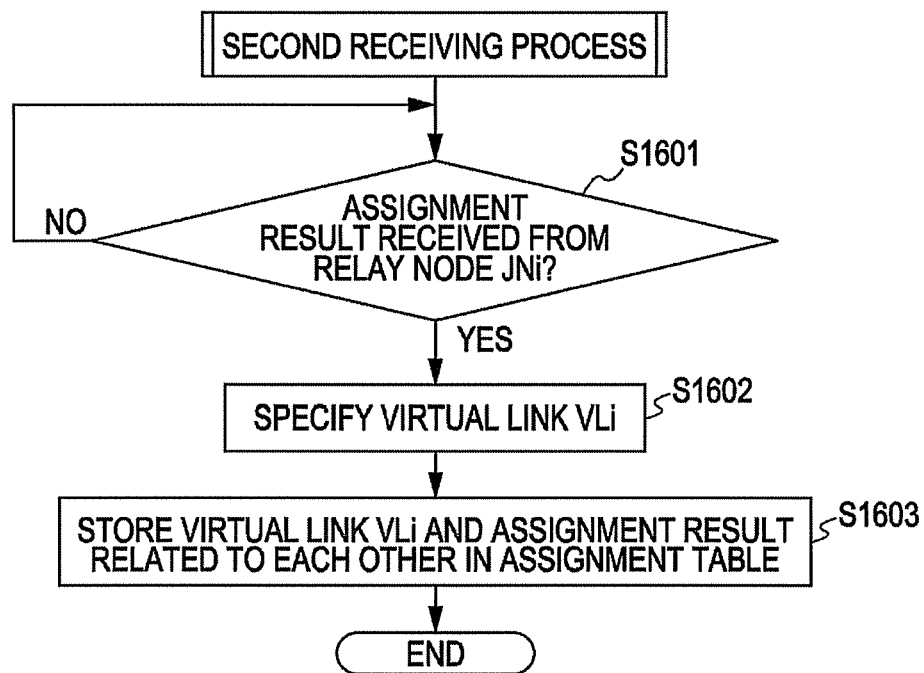 SECOND RECEIVING PROCESS
S1601
ASSIGNMENT
RESULT RECEIVED FROM
RELAY NODE JNi?
NO
YES
SPECIFY VIRTUAL LINK VLi
S1602
STORE VIRTUAL LINK VLi AND ASSIGNMENT RESULT
RELATED TO EACH OTHER IN ASSIGNMENT TABLE
S1603
END